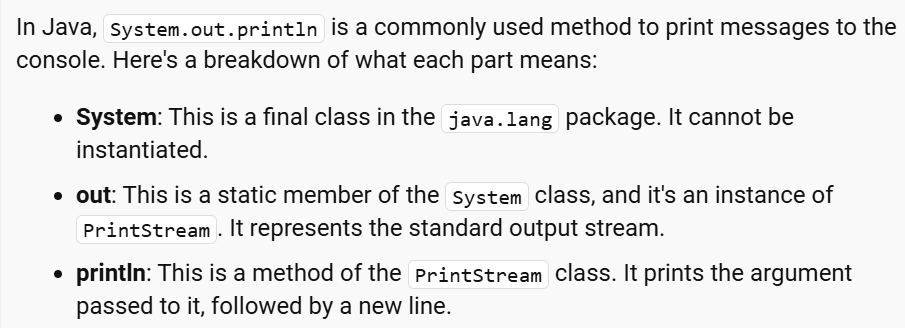 In Java, System.out.println is a commonly used method to print messages to the
console. Here's a breakdown of what each part means:
• System: This is a final class in the java.lang package. It cannot be
instantiated.
• out: This is a static member of the System class, and it's an instance of
PrintStream. It represents the standard output stream.
• println: This is a method of the PrintStream class. It prints the argument
passed to it, followed by a new line.